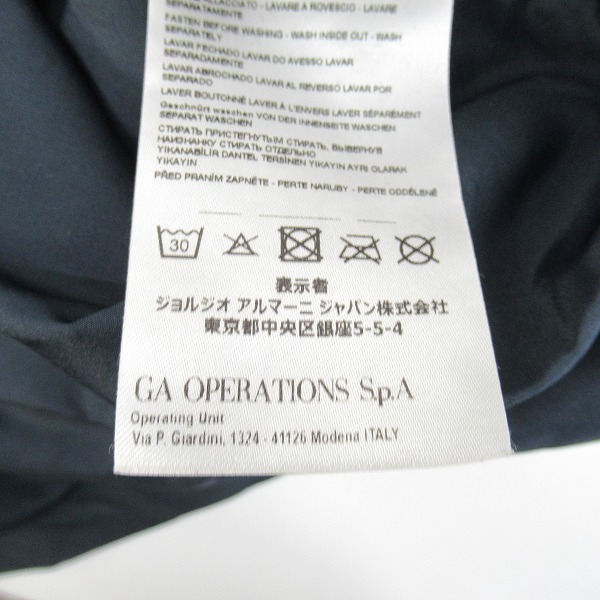 ALLACCIATO - LAVARE A ROVESCIO - LAVARE
SEPARATAMENTE
FASTEN BEFORE WASHING - WASH INSIDE OUT - WASH
SEPARATELY
LAVAR FECHADO LAVAR DO AVESSO LAVAR
SEPARADAMENTE
LAVAR ABROCHADO LAVAR AL REVERSO LAVAR POR
SEPARADO
LAVER BOUTONNÉ LAVER À L'ENVERS LAVER SÉPARÉMENT
Geschnürt waschen VON DER INNENSEITE WASCHEN
SEPARAT WASCHEN
СТИРАТЬ ПРИСТЕГНУТЫМ СТИРАТЬ, ВЫВЕРНУВ
НАИЗНАНКУ СТИРАТЬ ОТДЕЛЬНО
YIKANABİLİR DANTEL TERSİNEN YIKAYIN AYRI OLARAK
YIKAYIN
PŘED PRANÍM ZAPNĚTE - PERTE NARUBY - PERTE ODDĚLENĚ
30
表示者
ジョルジオ アルマーニ ジャパン株式会社
東京都中央区銀座5-5-4
GA OPERATIONS S.p.A
Operating Unit
Via P. Giardini, 1324 - 41126 Modena ITALY